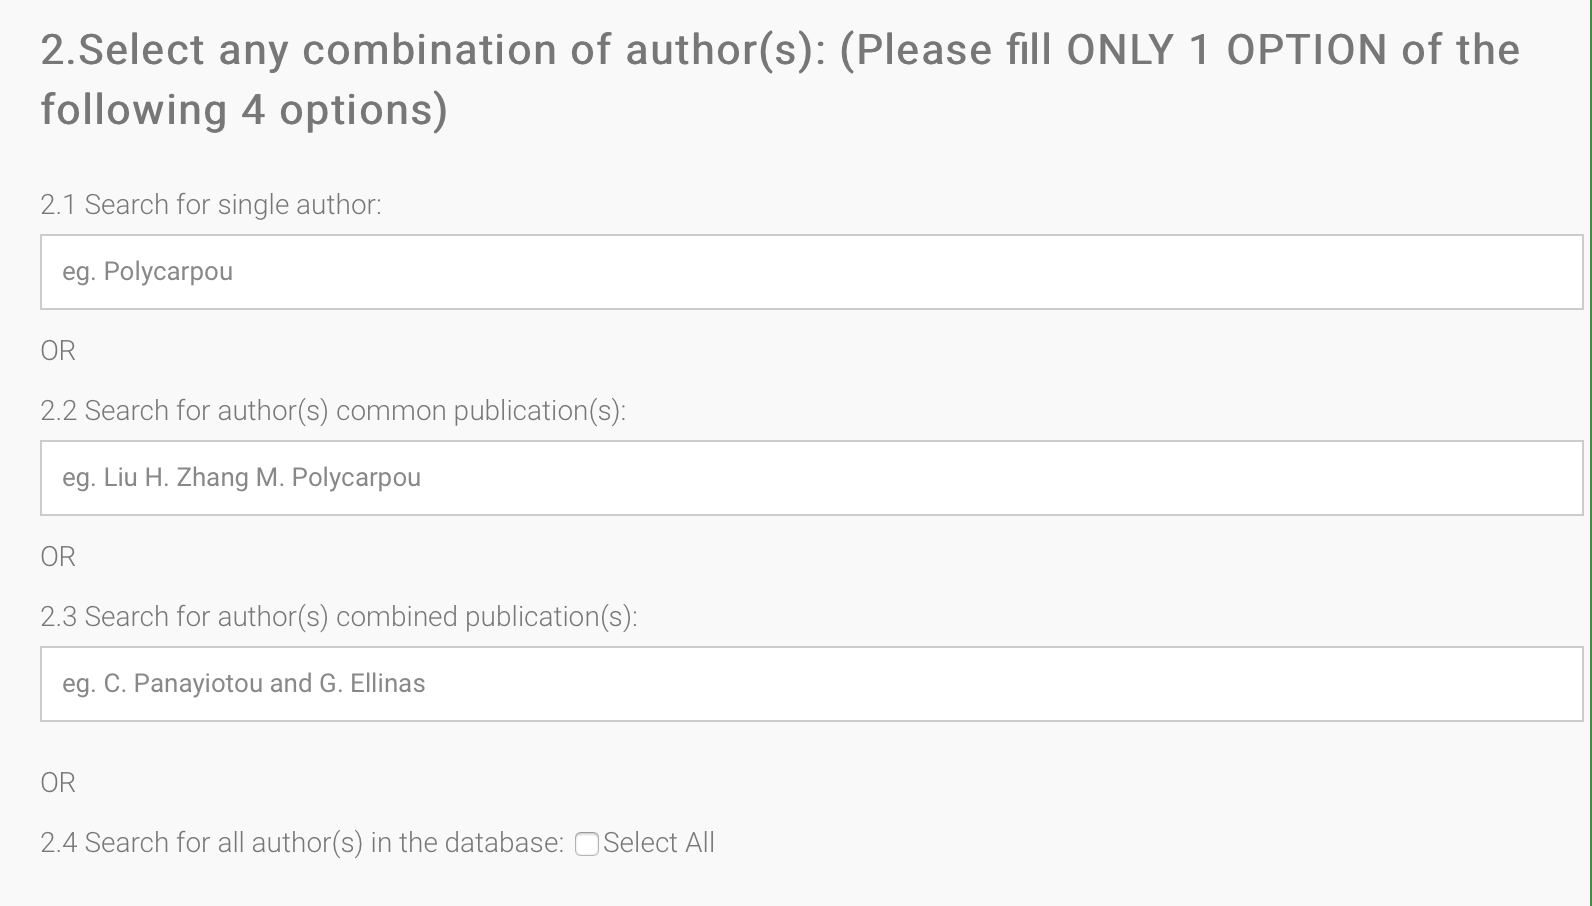 2.Select any combination of author(s): (Please fill ONLY 1 OPTION of the
following 4 options)
2.1 Search for single author:
eg. Polycarpou
OR
2.2 Search for author(s) common publication(s):
eg. Liu H. Zhang M. Polycarpou
OR
2.3 Search for author(s) combined publication(s):
eg. C. Panayiotou and G. Ellinas
OR
2.4 Search for all author(s) in the database: Select All